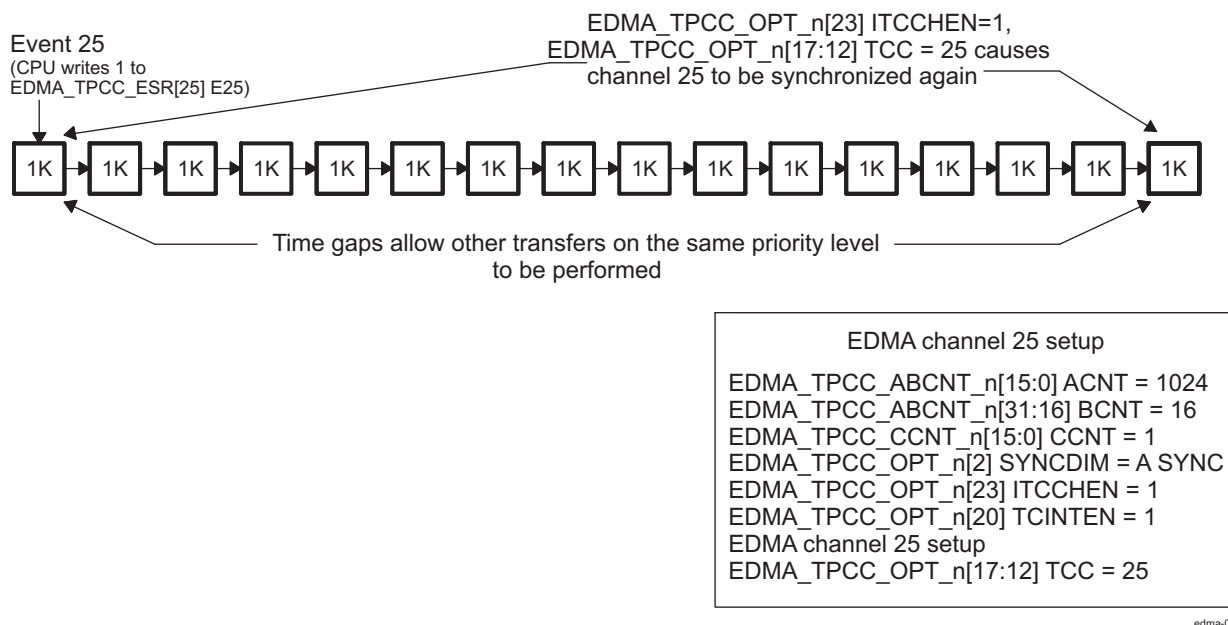 EDMA_TPCC_OPT_n[23] ITCCHEN=1,
EDMA_TPCC_OPT_n[17:12] TCC = 25 causes
channel 25 to be synchronized again
Event 25
(CPU writes 1 to
EDMA_TPCC_ESR[25] E25)
1K 1K 1K 1K 1K 1K 1K 1K 1K 1K 1K 1K 1K 1K 1K 1K
Time gaps allow other transfers on the same priority level
to be performed
EDMA channel 25 setup
EDMA_TPCC_ABCNT_n[15:0] ACNT = 1024
EDMA_TPCC_ABCNT_n[31:16] BCNT = 16
EDMA_TPCC_CCNT_n[15:0] CCNT = 1
EDMA_TPCC_OPT_n[2] SYNCDIM = A SYNC
EDMA_TPCC_OPT_n[23] ITCCHEN = 1
EDMA_TPCC_OPT_n[20] TCINTEN = 1
EDMA channel 25 setup
EDMA_TPCC_OPT_n[17:12] TCC = 25